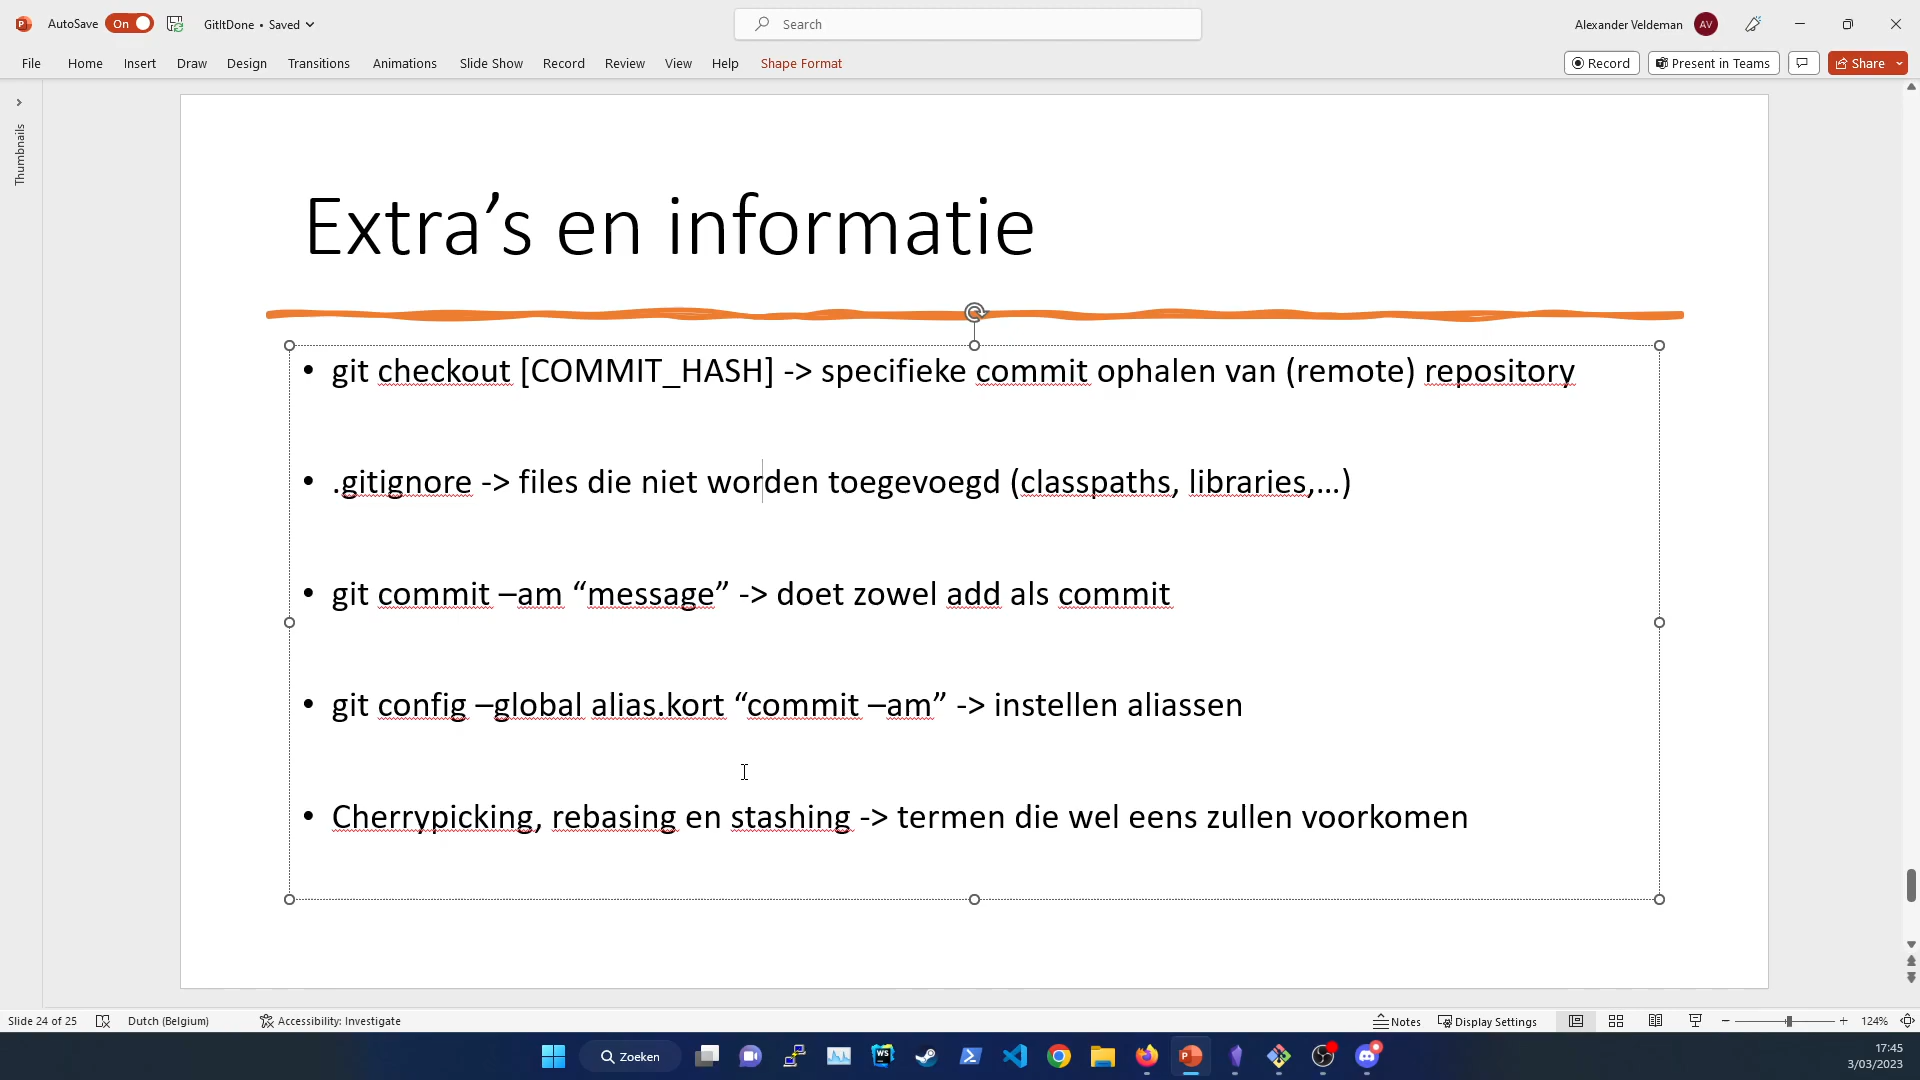 AutoSave On GitItDone • Saved Search Alexander Veldeman AV
File Home Insert Draw Design Transitions Animations Slide Show Record Review View Help Shape Format Record Present in Teams Share
Thumbnails
Extra’s en informatie
• git checkout [COMMIT_HASH] -> specifieke commit ophalen van (remote) repository
• .gitignore -> files die niet worden toegevoegd (classpaths, libraries,…)
• git commit –am “message” -> doet zowel add als commit
• git config –global alias.kort “commit –am” -> instellen aliassen
• Cherrypicking, rebasing en stashing -> termen die wel eens zullen voorkomen
Slide 24 of 25 Dutch (Belgium) Accessibility: Investigate Notes Display Settings 124%
Zoeken WS 17:45
3/03/2023